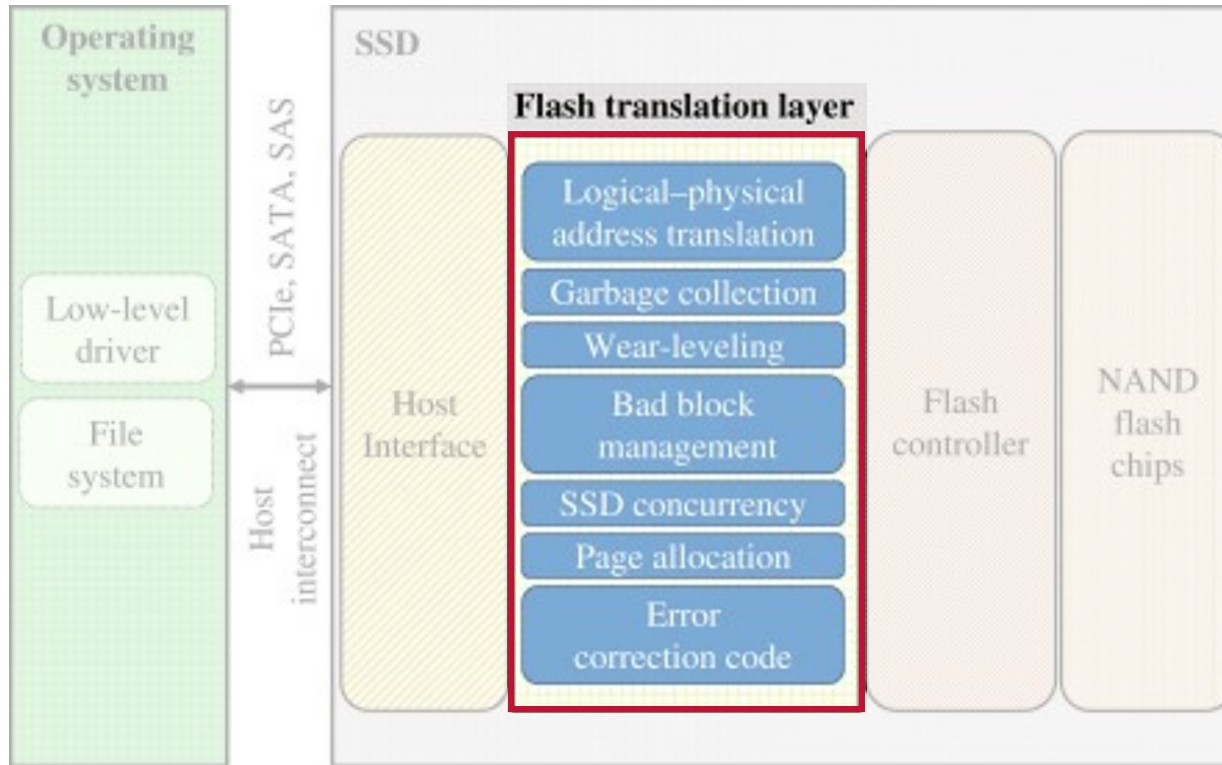 Operating
system
Low-level
driver
File
system
PCIe, SATA, SAS
Host
interconnect
SSD
Host
Interface
Flash translation layer
Logical–physical
address translation
Garbage collection
Wear-leveling
Bad block
management
SSD concurrency
Page allocation
Error
correction code
Flash
controller
NAND
flash
chips